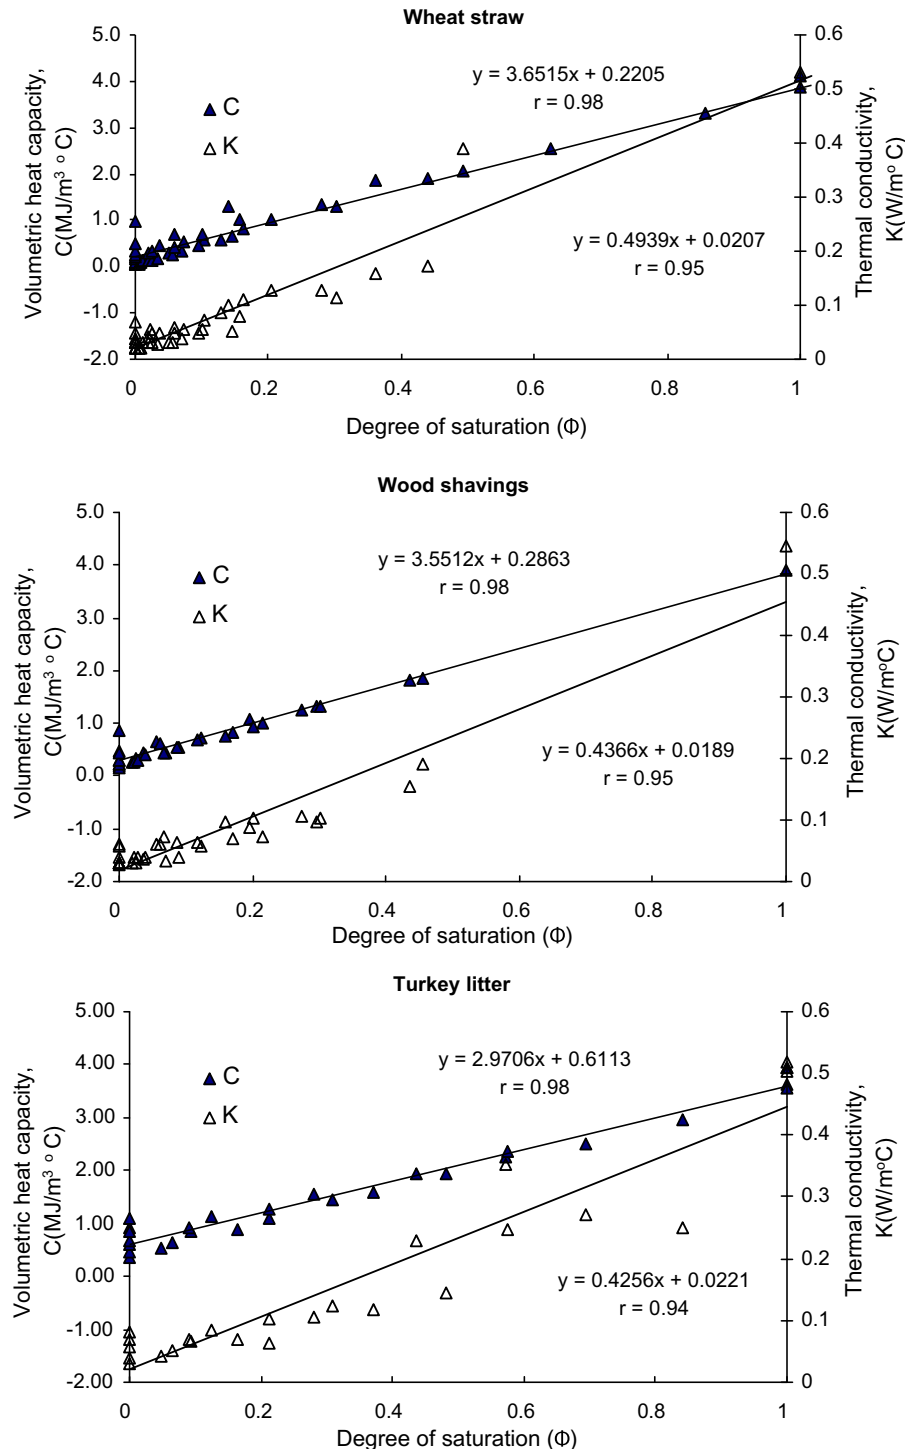 Wheat straw
5.0
4.0
3.0
2.0
1.0
0.0
-1.0
-2.0
Volumetric heat capacity,
C(MJ/m³ °C)
0.6
0.5
0.4
0.3
0.2
0.1
0
Thermal conductivity,
K(W/m°C)
C
K
y = 3.6515x + 0.2205
r = 0.98
y = 0.4939x + 0.0207
r = 0.95
0 0.2 0.4 0.6 0.8 1
Degree of saturation (Φ)
Wood shavings
5.0
4.0
3.0
2.0
1.0
0.0
-1.0
-2.0
Volumetric heat capacity,
C(MJ/m³ °C)
0.6
0.5
0.4
0.3
0.2
0.1
0
Thermal conductivity,
K(W/m°C)
C
K
y = 3.5512x + 0.2863
r = 0.98
y = 0.4366x + 0.0189
r = 0.95
0 0.2 0.4 0.6 0.8 1
Degree of saturation (Φ)
Turkey litter
5.00
4.00
3.00
2.00
1.00
0.00
-1.00
-2.00
Volumetric heat capacity,
C(MJ/m³ °C)
0.6
0.5
0.4
0.3
0.2
0.1
0
Thermal conductivity,
K(W/m°C)
C
K
y = 2.9706x + 0.6113
r = 0.98
y = 0.4256x + 0.0221
r = 0.94
0 0.2 0.4 0.6 0.8 1
Degree of saturation (Φ)